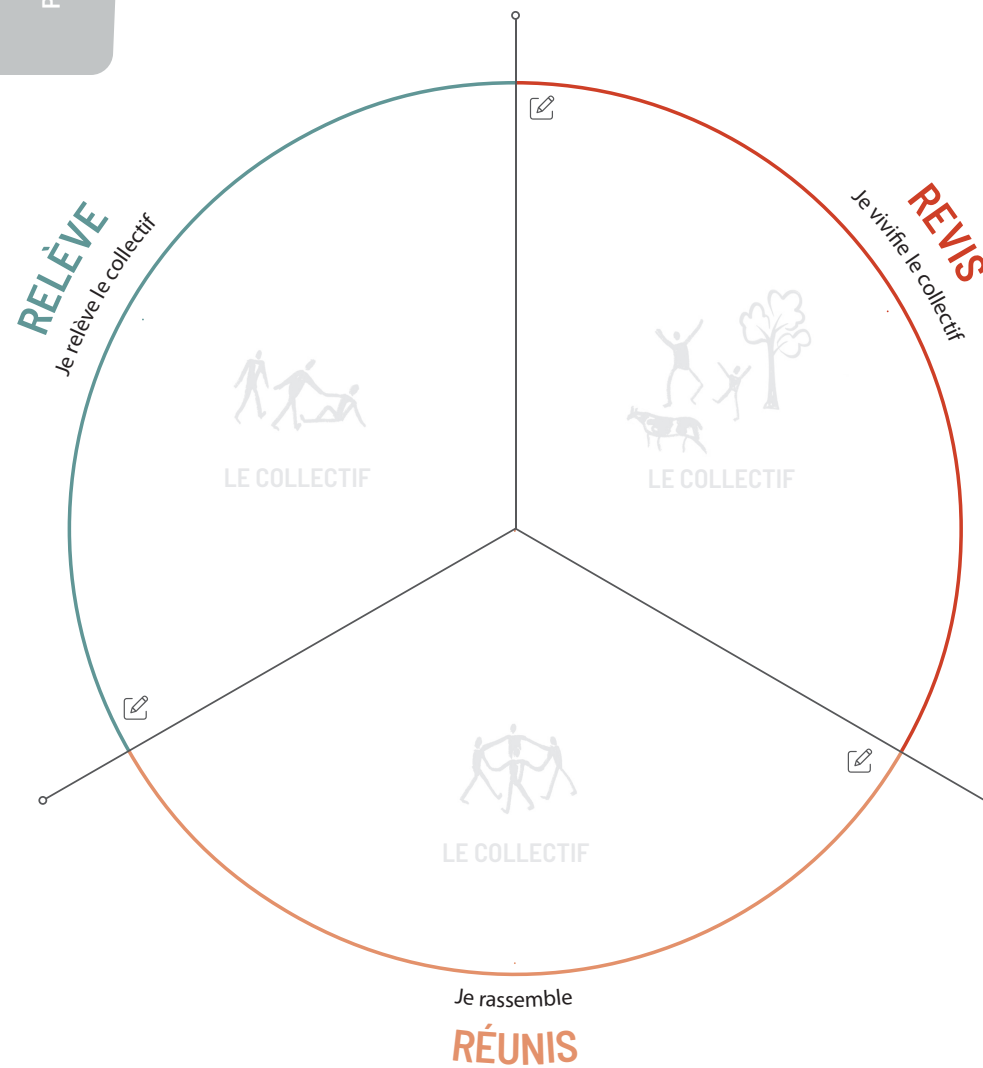 RELÈVE
Je relève le collectif
REVIS
Je vivifie le collectif
LE COLLECTIF
LE COLLECTIF
LE COLLECTIF
Je rassemble
RÉUNIS